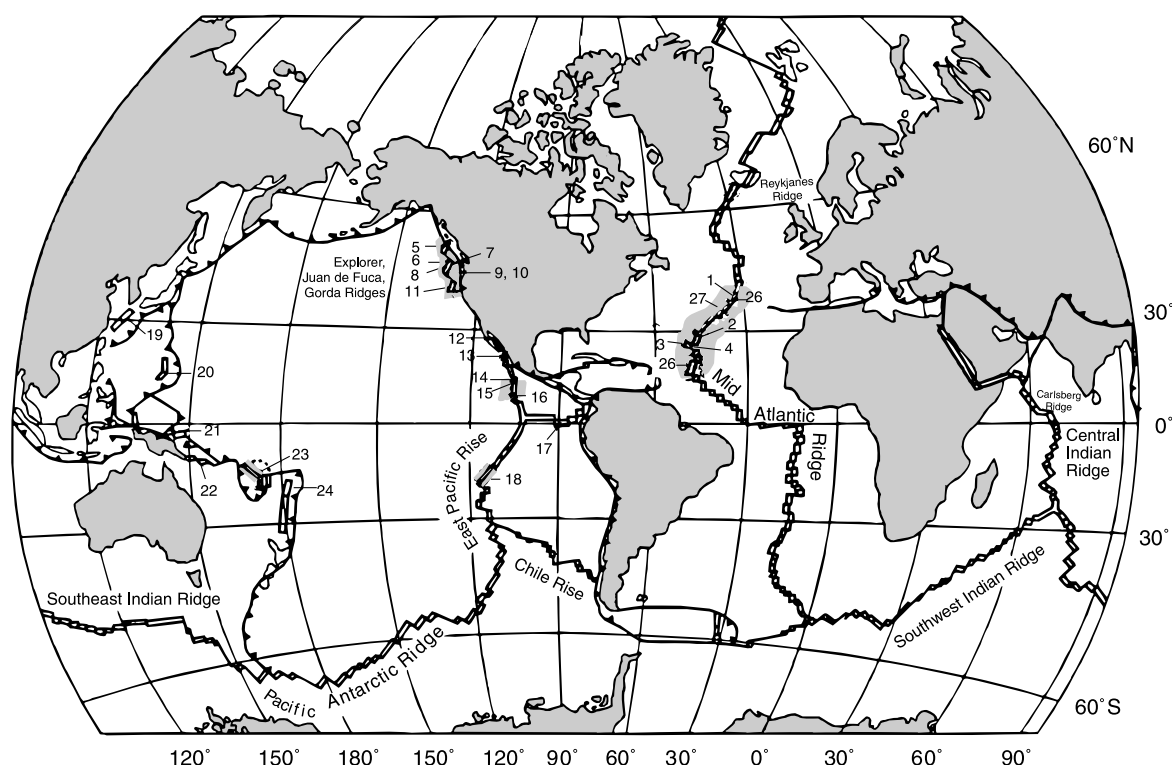 60˚N
Reykjanes
Ridge
5
6
7
8
9, 10
11
Explorer,
Juan de Fuca,
Gorda Ridges
1
27
26
2
3
4
26
30˚
12
13
14
15
16
17
18
19
20
21
22
23
24
Mid
Atlantic
Ridge
Carlsberg
Ridge
0˚
Central
Indian
Ridge
East Pacific Rise
30˚
Chile Rise
Southeast Indian Ridge
Southwest Indian Ridge
Pacific
Antarctic Ridge
60˚S
120˚
150˚
180˚
150˚
120˚
90˚
60˚
30˚
0˚
30˚
60˚
90˚